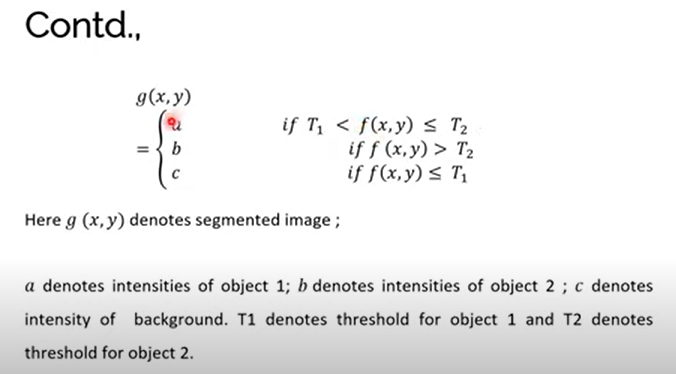 Contd.,
g(x, y)
= { a if T₁ < f(x, y) ≤ T₂
b if f (x, y) > T₂
c if f(x, y) ≤ T₁
Here g (x, y) denotes segmented image ;
a denotes intensities of object 1; b denotes intensities of object 2 ; c denotes
intensity of background. T1 denotes threshold for object 1 and T2 denotes
threshold for object 2.